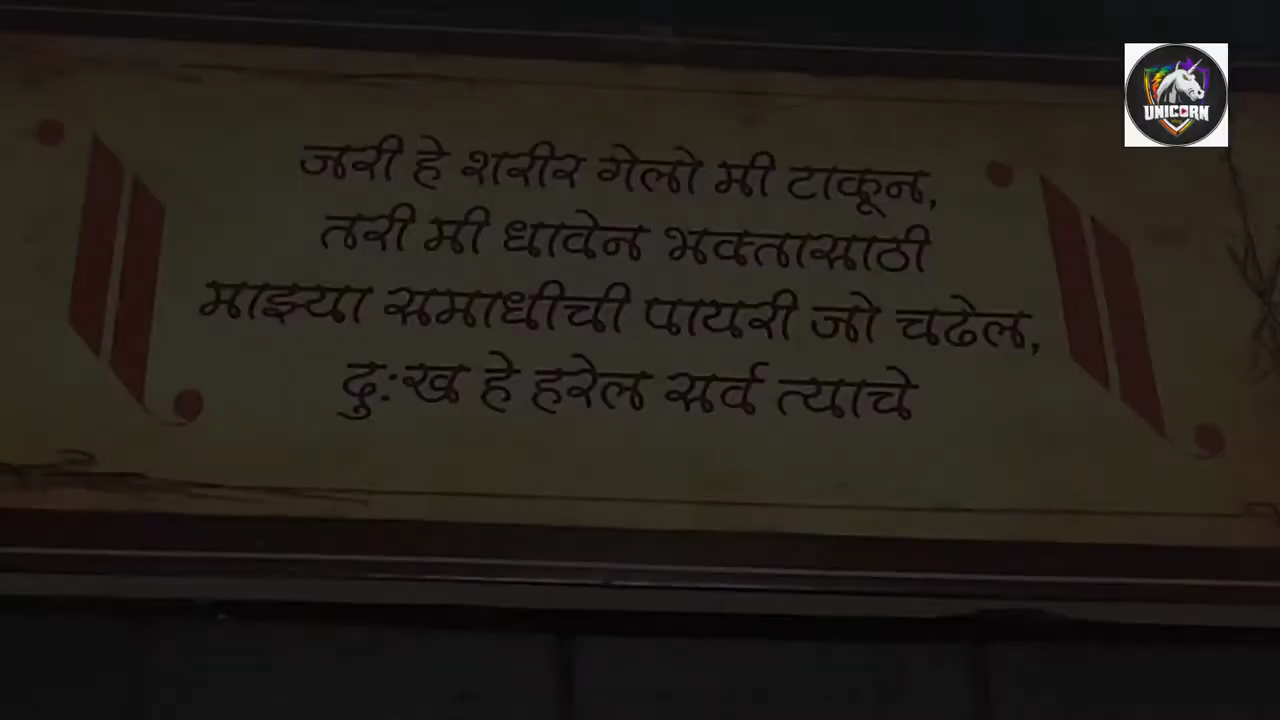 जरी हे शरीर गेलो मी टाकून,
तरी मी धावेन भक्तासाठी
माझ्या समाधीची पायरी जो चढेल,
दुःख हे हरेल सर्व त्याचे
UNICORN